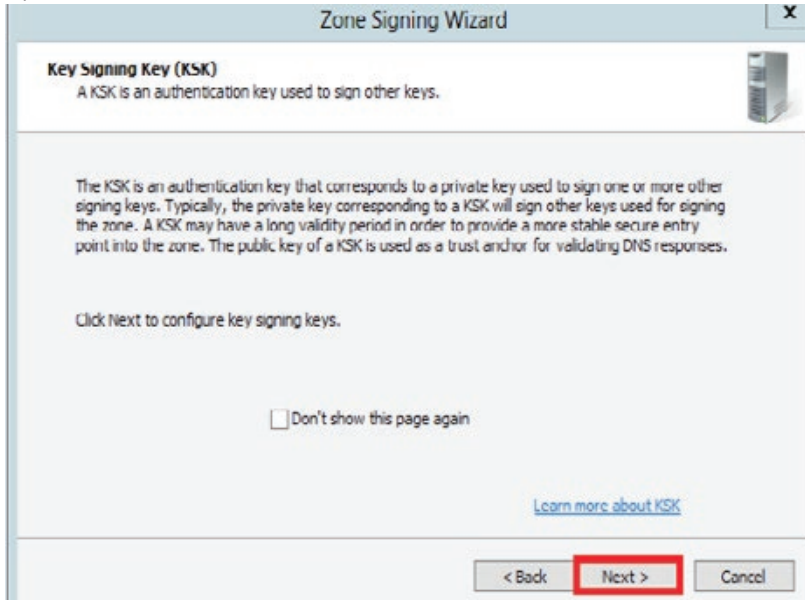 Zone Signing Wizard
x
Key Signing Key (KSK)
A KSK is an authentication key used to sign other keys.
The KSK is an authentication key that corresponds to a private key used to sign one or more other
signing keys. Typically, the private key corresponding to a KSK will sign other keys used for signing
the zone. A KSK may have a long validity period in order to provide a more stable secure entry
point into the zone. The public key of a KSK is used as a trust anchor for validating DNS responses.
Click Next to configure key signing keys.
Don't show this page again
Learn more about KSK
< Back Next > Cancel